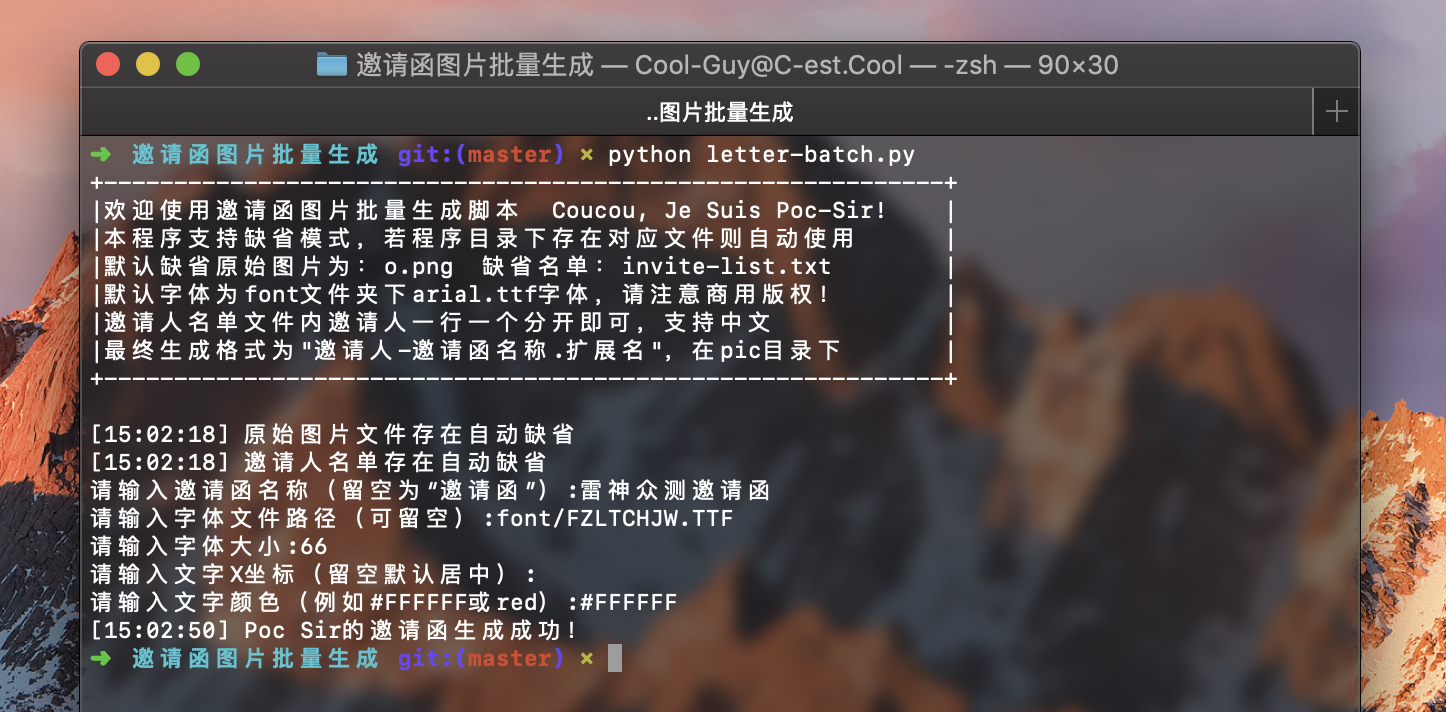 邀请函图片批量生成 — Cool-Guy@C-est.Cool — -zsh — 90×30
..图片批量生成
➜ 邀请函图片批量生成 git:(master) × python letter-batch.py
+------------------------------------------------------------+
|欢迎使用邀请函图片批量生成脚本  Coucou, Je Suis Poc-Sir!    |
|本程序支持缺省模式，若程序目录下存在对应文件则自动使用      |
|默认缺省原始图片为：o.png  缺省名单：invite-list.txt        |
|默认字体为font文件夹下arial.ttf字体，请注意商用版权！       |
|邀请人名单文件内邀请人一行一个分开即可，支持中文            |
|最终生成格式为"邀请人-邀请函名称.扩展名"，在pic目录下       |
+------------------------------------------------------------+
[15:02:18] 原始图片文件存在自动缺省
[15:02:18] 邀请人名单存在自动缺省
请输入邀请函名称（留空为“邀请函”）:雷神众测邀请函
请输入字体文件路径（可留空）:font/FZLTCHJW.TTF
请输入字体大小:66
请输入文字X坐标（留空默认居中）:
请输入文字颜色（例如#FFFFFF或red）:#FFFFFF
[15:02:50] Poc Sir的邀请函生成成功！
➜ 邀请函图片批量生成 git:(master) ×